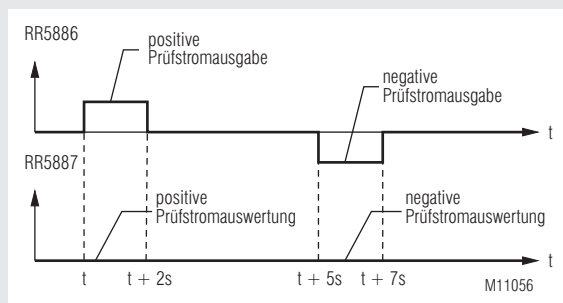 RR5886
positive
Prüfstromausgabe
negative
Prüfstromausgabe
t
RR5887
positive
Prüfstromauswertung
negative
Prüfstromauswertung
t
t
t + 2s
t + 5s
t + 7s
M11056